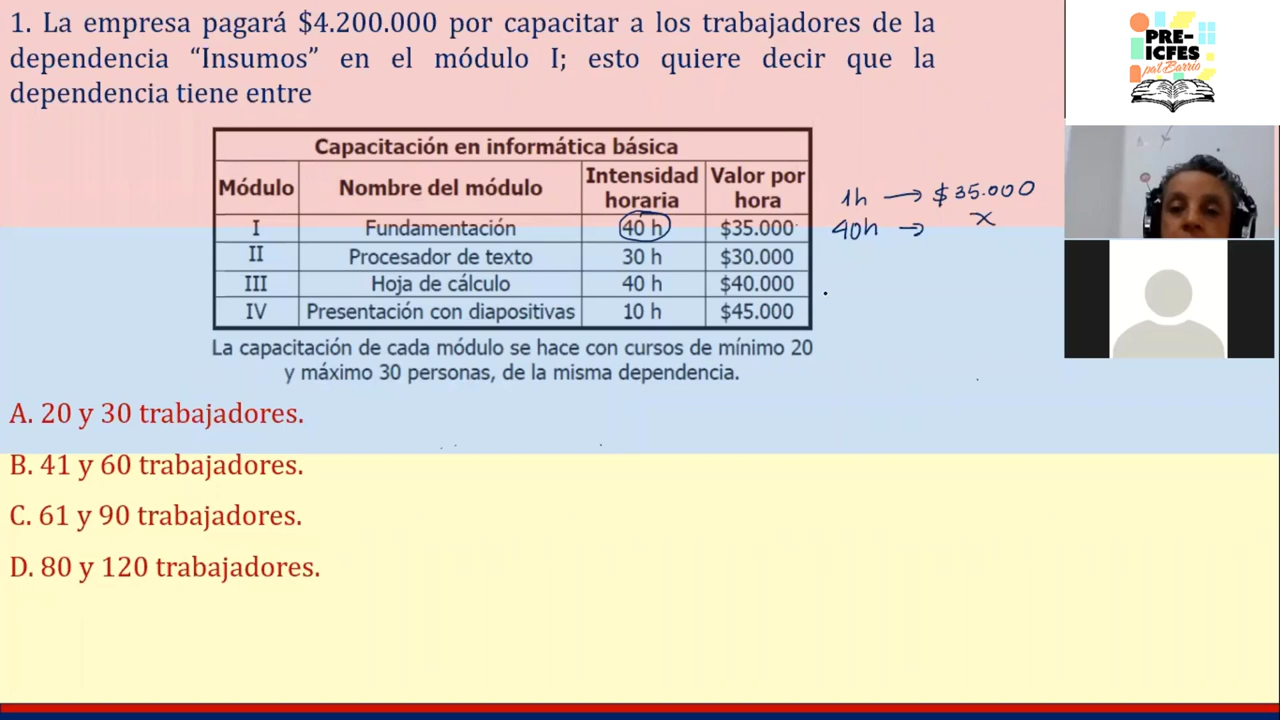 1. La empresa pagará $4.200.000 por capacitar a los trabajadores de la
dependencia “Insumos” en el módulo I; esto quiere decir que la
dependencia tiene entre
PRE-
ICFES
pa'l Barrio
Capacitación en informática básica
Módulo Nombre del módulo Intensidad horaria Valor por hora
I Fundamentación 40 h $35.000
II Procesador de texto 30 h $30.000
III Hoja de cálculo 40 h $40.000
IV Presentación con diapositivas 10 h $45.000
1h → $35.000
40h → x
La capacitación de cada módulo se hace con cursos de mínimo 20
y máximo 30 personas, de la misma dependencia.
A. 20 y 30 trabajadores.
B. 41 y 60 trabajadores.
C. 61 y 90 trabajadores.
D. 80 y 120 trabajadores.